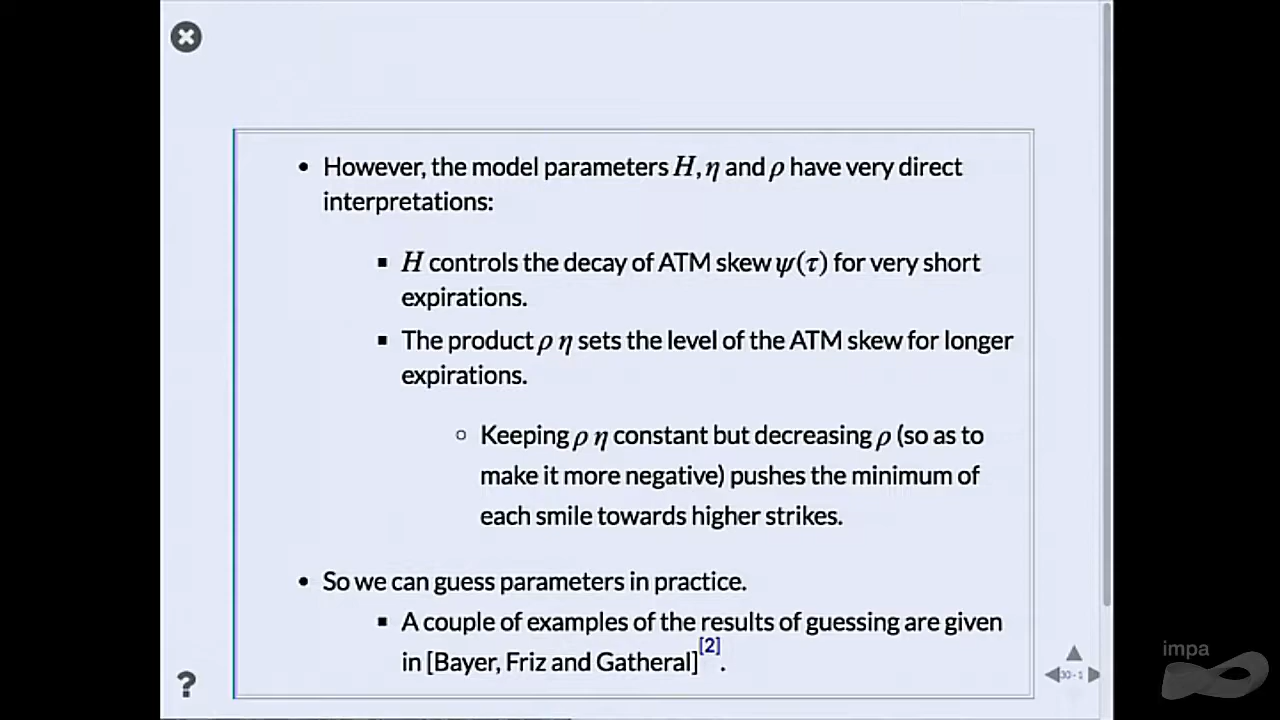 • However, the model parameters H, η and ρ have very direct
interpretations:
▪ H controls the decay of ATM skew ψ(τ) for very short
expirations.
▪ The product ρ η sets the level of the ATM skew for longer
expirations.
○ Keeping ρ η constant but decreasing ρ (so as to
make it more negative) pushes the minimum of
each smile towards higher strikes.
• So we can guess parameters in practice.
▪ A couple of examples of the results of guessing are given
in [Bayer, Friz and Gatheral][2].
?
30-1
impa